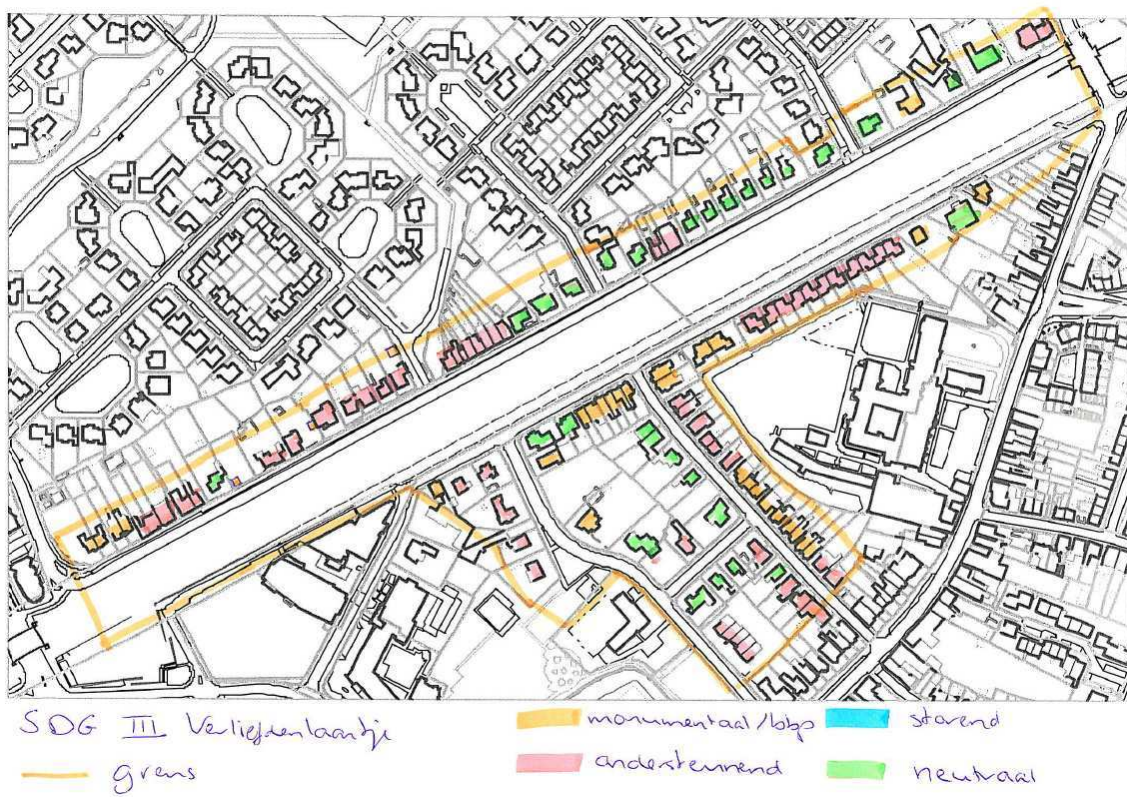 SDG III Verliefdenlaantje
grens
monumentaal/bbp
ondersteunend
storend
neutraal